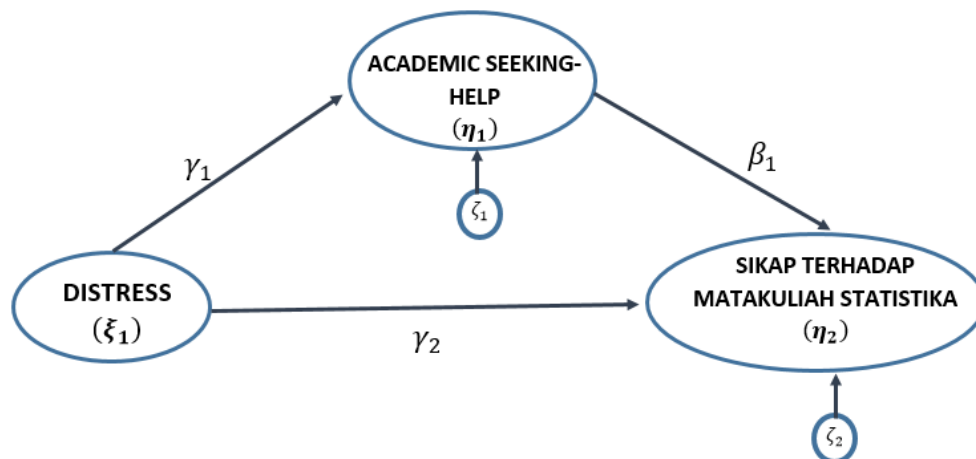 ACADEMIC SEEKING-
HELP
(η₁)
γ₁
β₁
ζ₁
SIKAP TERHADAP
MATAKULIAH STATISTIKA
(η₂)
DISTRESS
(ξ₁)
γ₂
ζ₂